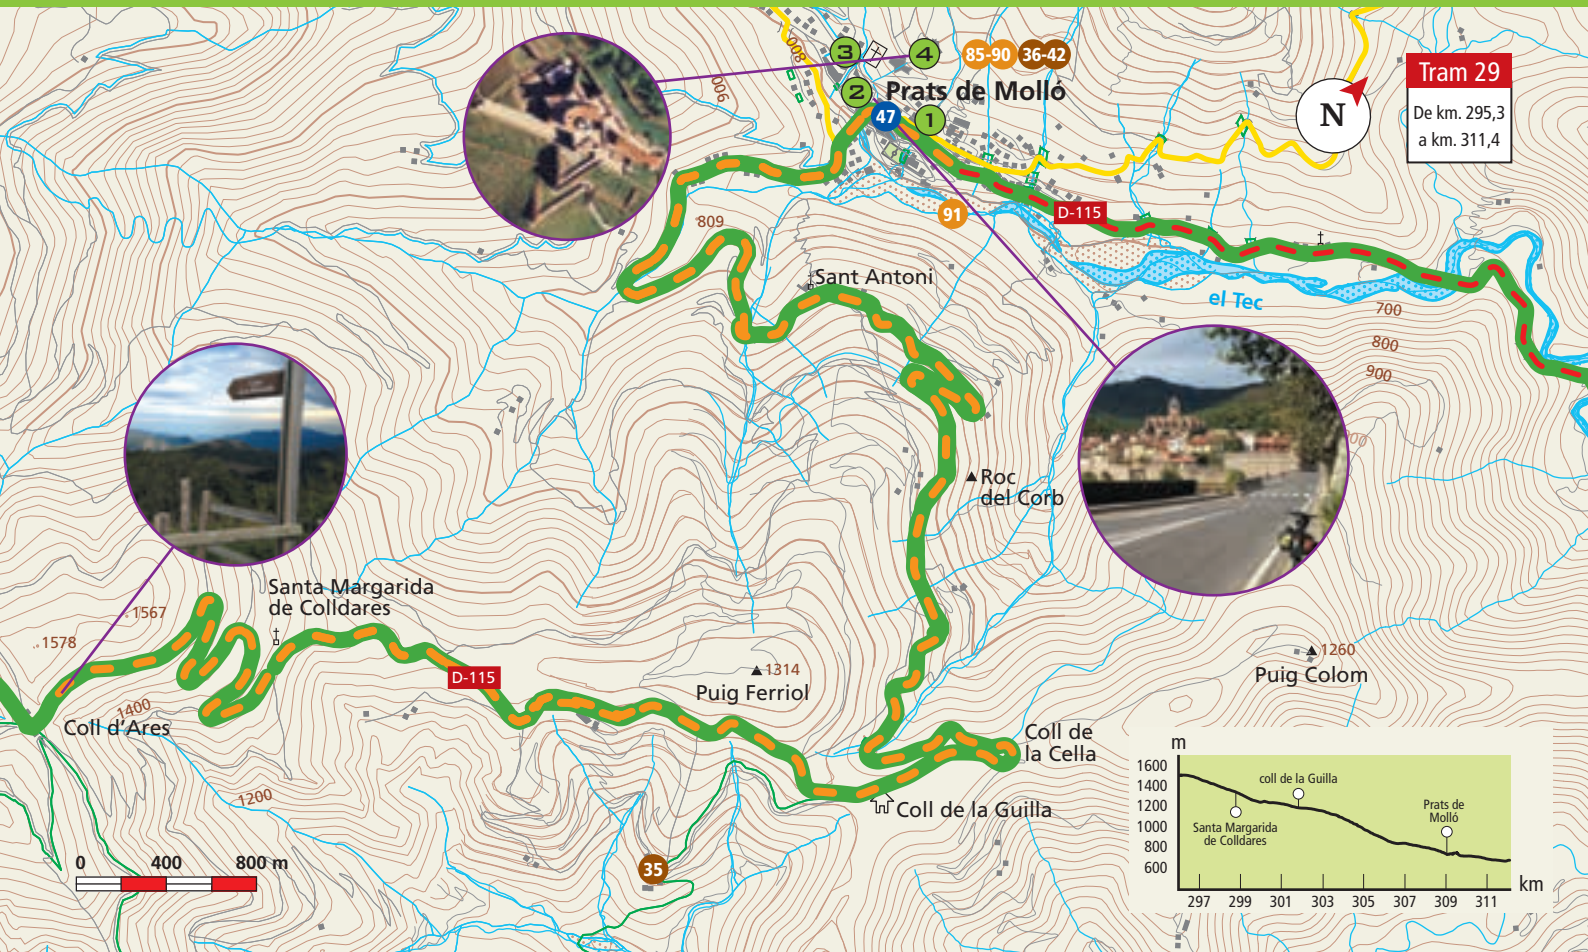 Tram 29
De km. 295,3
a km. 311,4
N
3
4
85-90
36-42
2
Prats de Molló
47
1
800
900
91
D-115
809
Sant Antoni
el Tec
700
800
900
Roc
del Corb
Santa Margarida
de Colldares
1567
1578
1400
Coll d'Ares
D-115
1314
Puig Ferriol
1260
Puig Colom
Coll de
la Cella
Coll de la Guilla
1200
35
0 400 800 m
m
1600
1400
1200
1000
800
600
coll de la Guilla
Santa Margarida
de Colldares
Prats de
Molló
km
297 299 301 303 305 307 309 311